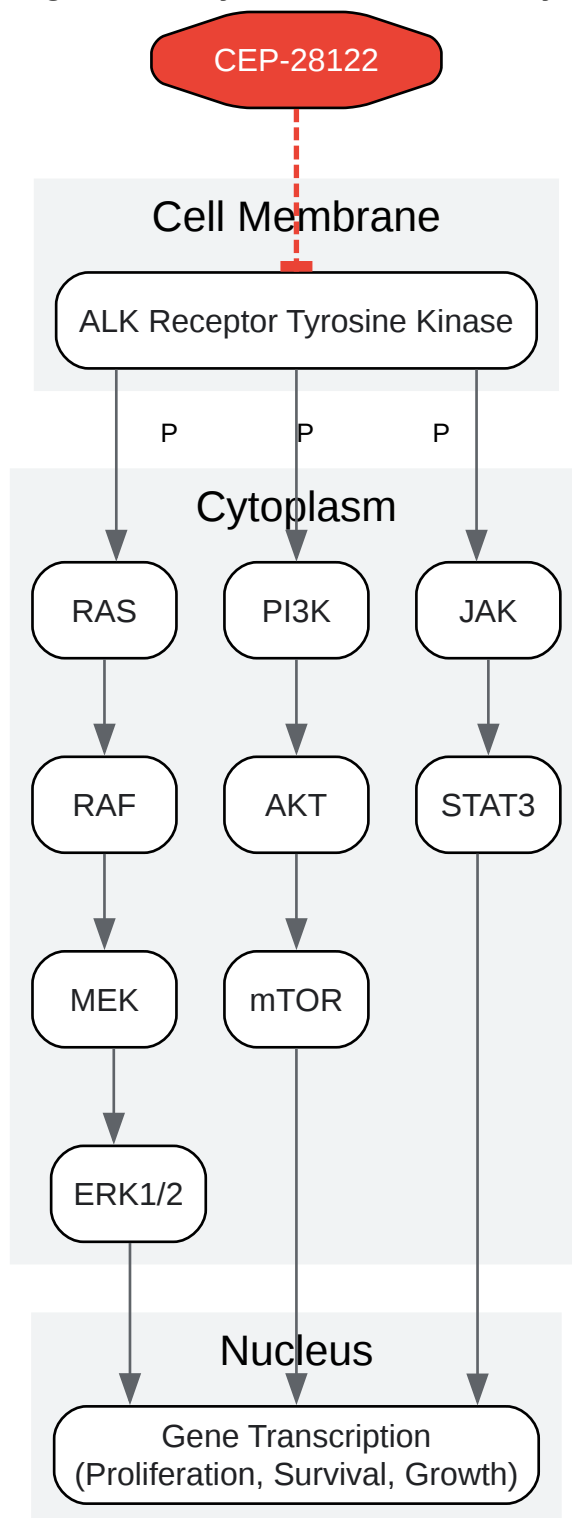 CEP-28122
Cell Membrane
ALK Receptor Tyrosine Kinase
P P P
Cytoplasm
RAS PI3K JAK
RAF AKT STAT3
MEK mTOR
ERK1/2
Nucleus
Gene Transcription
(Proliferation, Survival, Growth)